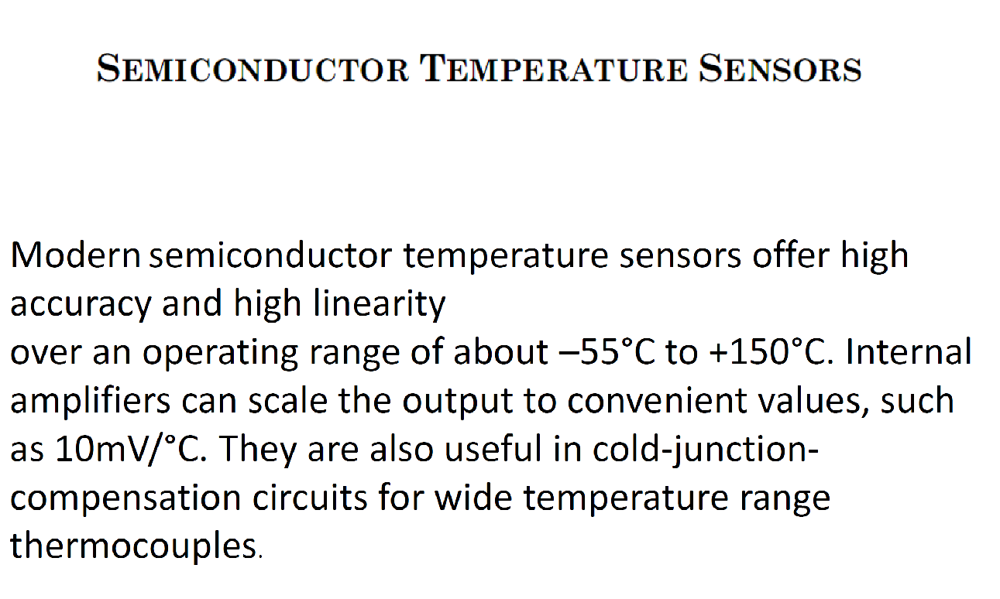 SEMICONDUCTOR TEMPERATURE SENSORS
Modern semiconductor temperature sensors offer high
accuracy and high linearity
over an operating range of about –55°C to +150°C. Internal
amplifiers can scale the output to convenient values, such
as 10mV/°C. They are also useful in cold-junction-
compensation circuits for wide temperature range
thermocouples.